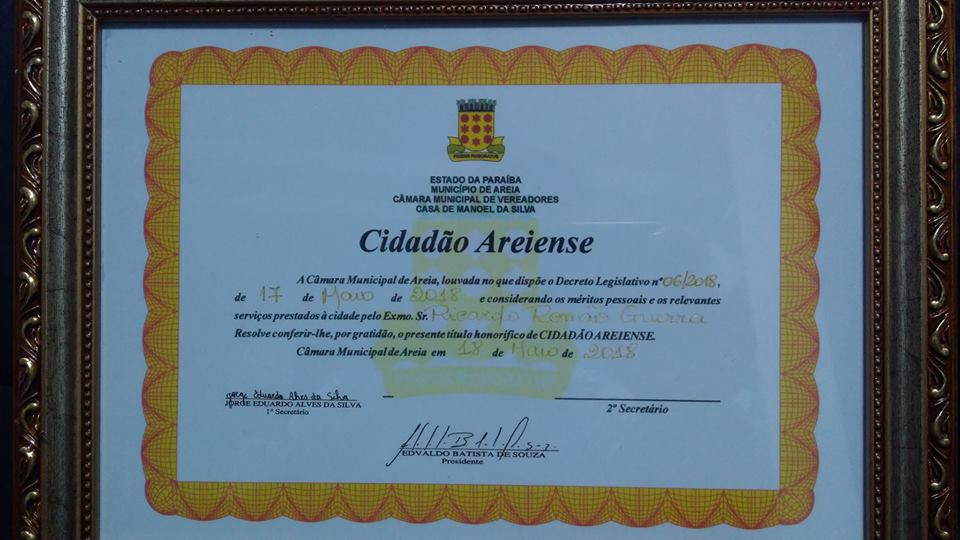 ESTADO DA PARAÍBA
MUNICÍPIO DE AREIA
CÂMARA MUNICIPAL DE VEREADORES
CASA DE MANOEL DA SILVA
Cidadão Areiense
A Câmara Municipal de Areia, louvada no que dispõe o Decreto Legislativo nº 06/2018,
de 17 de Maio de 2018 e considerando os méritos pessoais e os relevantes
serviços prestados à cidade pelo Exmo. Sr. Ricardo Romão Guerra
Resolve conferir-lhe, por gratidão, o presente título honorífico de CIDADÃO AREIENSE.
Câmara Municipal de Areia em 18 de Maio de 2018
Jorge Eduardo Alves da Silva
JORGE EDUARDO ALVES DA SILVA
1º Secretário
2º Secretário
EDVALDO BATISTA DE SOUZA
Presidente